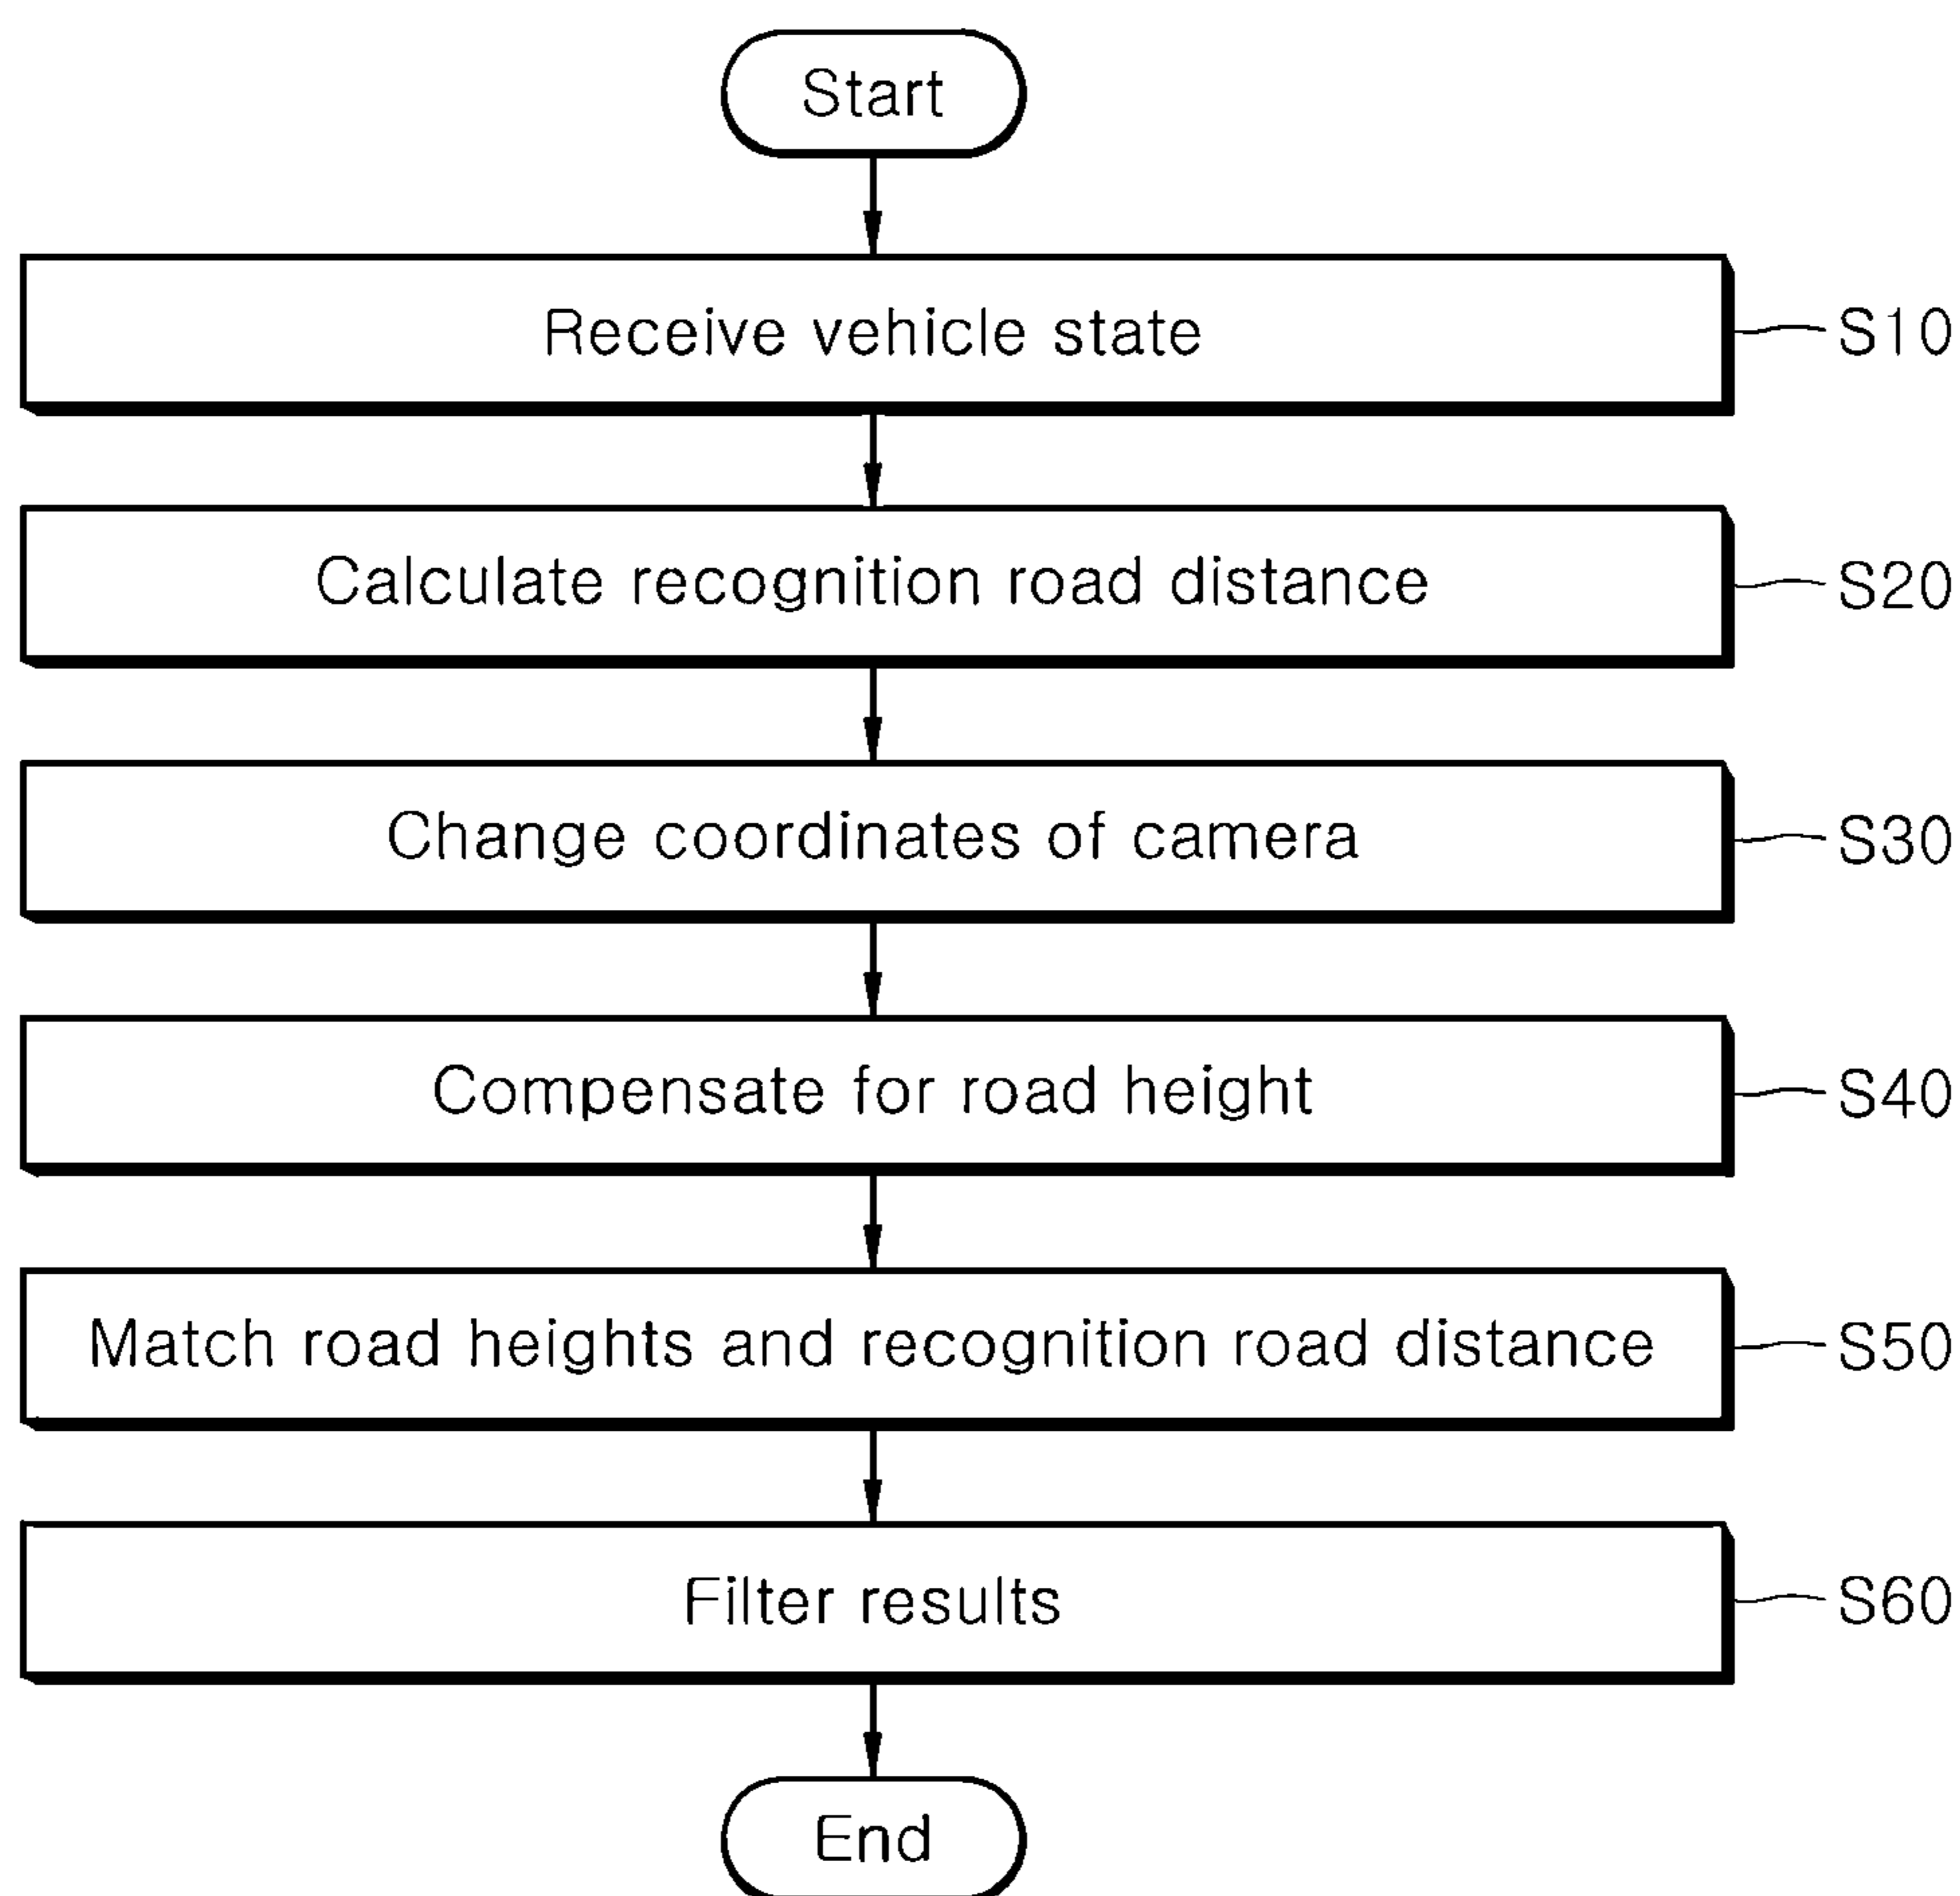 Start
Receive vehicle state
S10
Calculate recognition road distance
S20
Change coordinates of camera
S30
Compensate for road height
S40
Match road heights and recognition road distance
S50
Filter results
S60
End